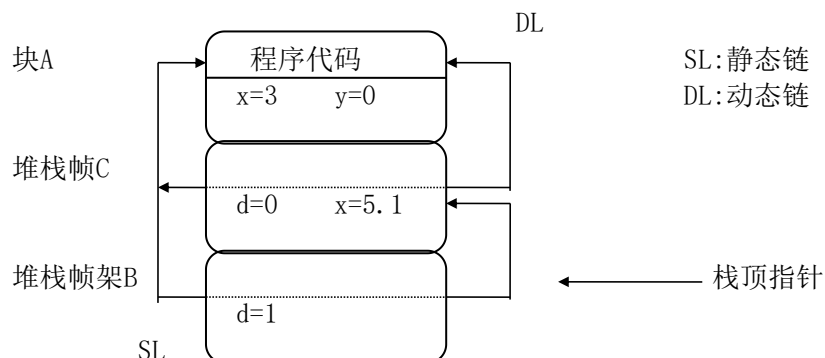 DL
块A 程序代码 SL:静态链
x=3 y=0 DL:动态链
堆栈帧C
d=0 x=5.1
堆栈帧架B 栈顶指针
d=1
SL